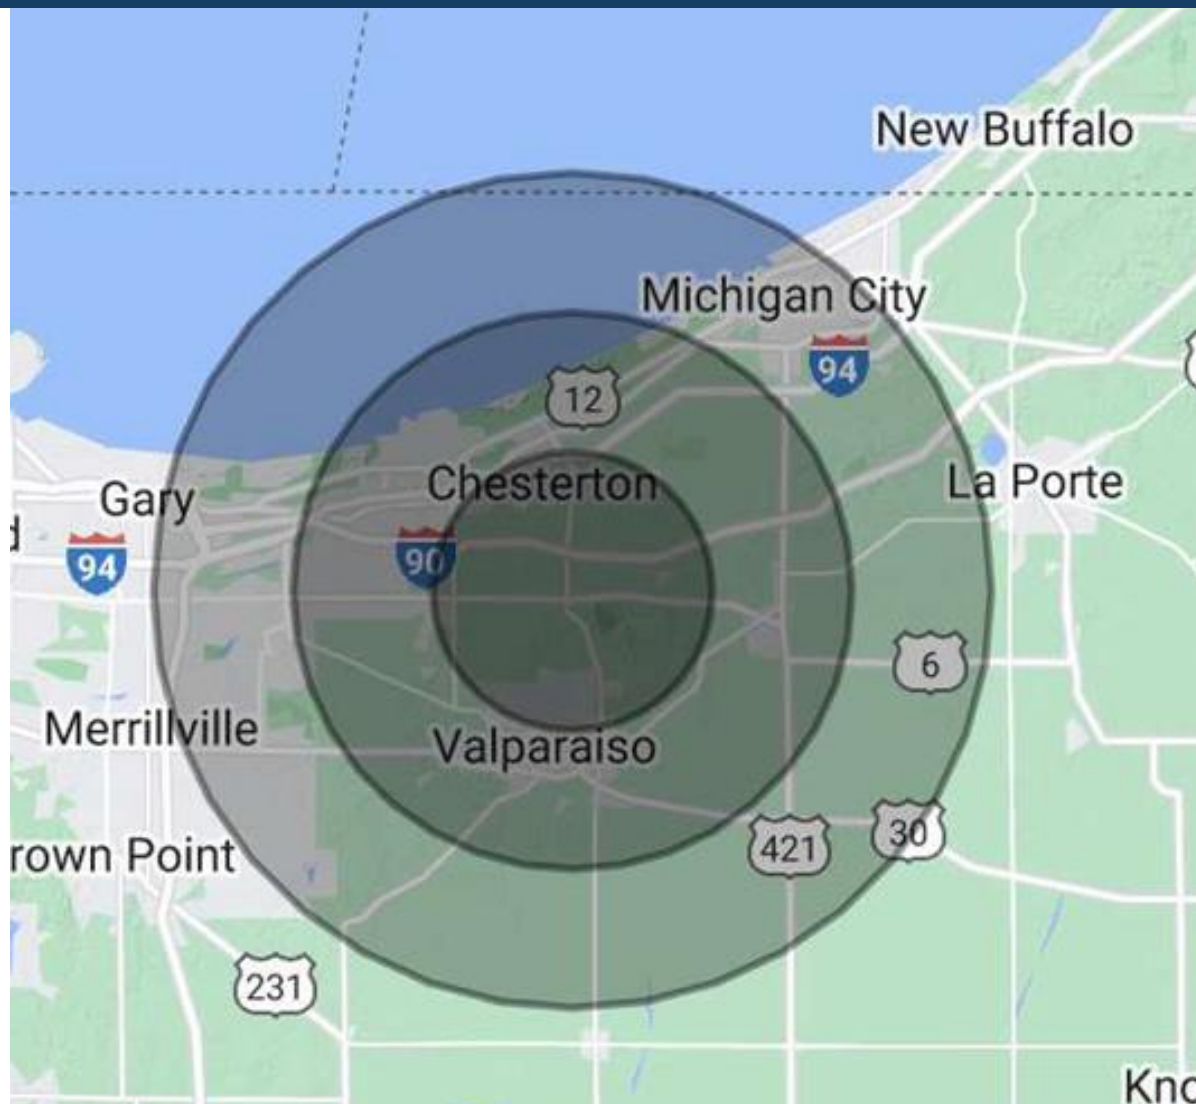 New Buffalo
Michigan City
94
12
Chesterton
La Porte
Gary
d
90
94
6
Merrillville
Valparaiso
30
421
rown Point
231
Kno